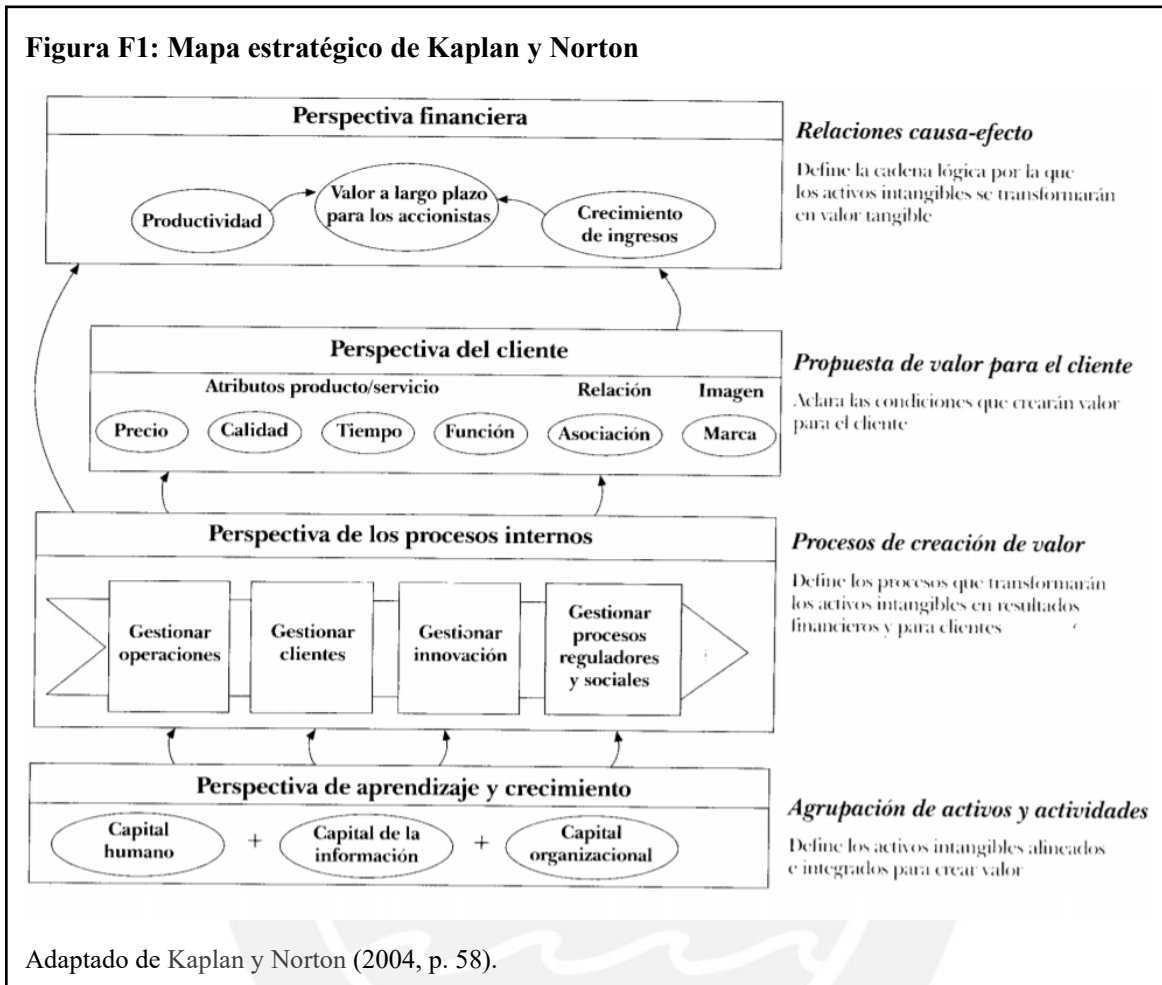 Figura F1: Mapa estratégico de Kaplan y Norton
Perspectiva financiera
Productividad
Valor a largo plazo
para los accionistas
Crecimiento
de ingresos
Relaciones causa-efecto
Define la cadena lógica por la que
los activos intangibles se transformarán
en valor tangible
Perspectiva del cliente
Atributos producto/servicio
Relación
Imagen
Precio
Calidad
Tiempo
Función
Asociación
Marca
Propuesta de valor para el cliente
Aclara las condiciones que crearán valor
para el cliente
Perspectiva de los procesos internos
Gestionar
operaciones
Gestionar
clientes
Gestionar
innovación
Gestionar
procesos
reguladores
y sociales
Procesos de creación de valor
Define los procesos que transformarán
los activos intangibles en resultados
financieros y para clientes
Perspectiva de aprendizaje y crecimiento
Capital
humano
+
Capital de la
información
+
Capital
organizacional
Agrupación de activos y actividades
Define los activos intangibles alineados
e integrados para crear valor
Adaptado de Kaplan y Norton (2004, p. 58).